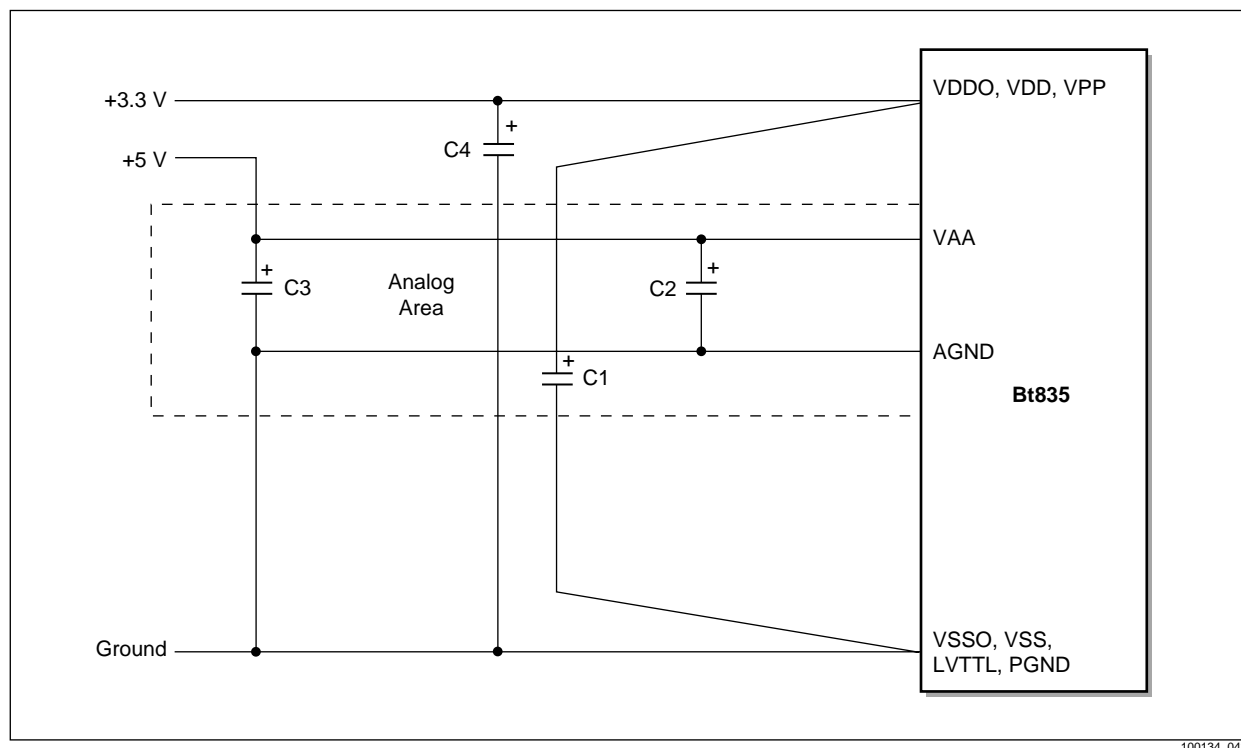 +3.3 V
VDDO, VDD, VPP
+
C4
+5 V
VAA
+
C3
Analog
Area
+
C2
AGND
+
C1
Bt835
Ground
VSSO, VSS,
LVTTL, PGND